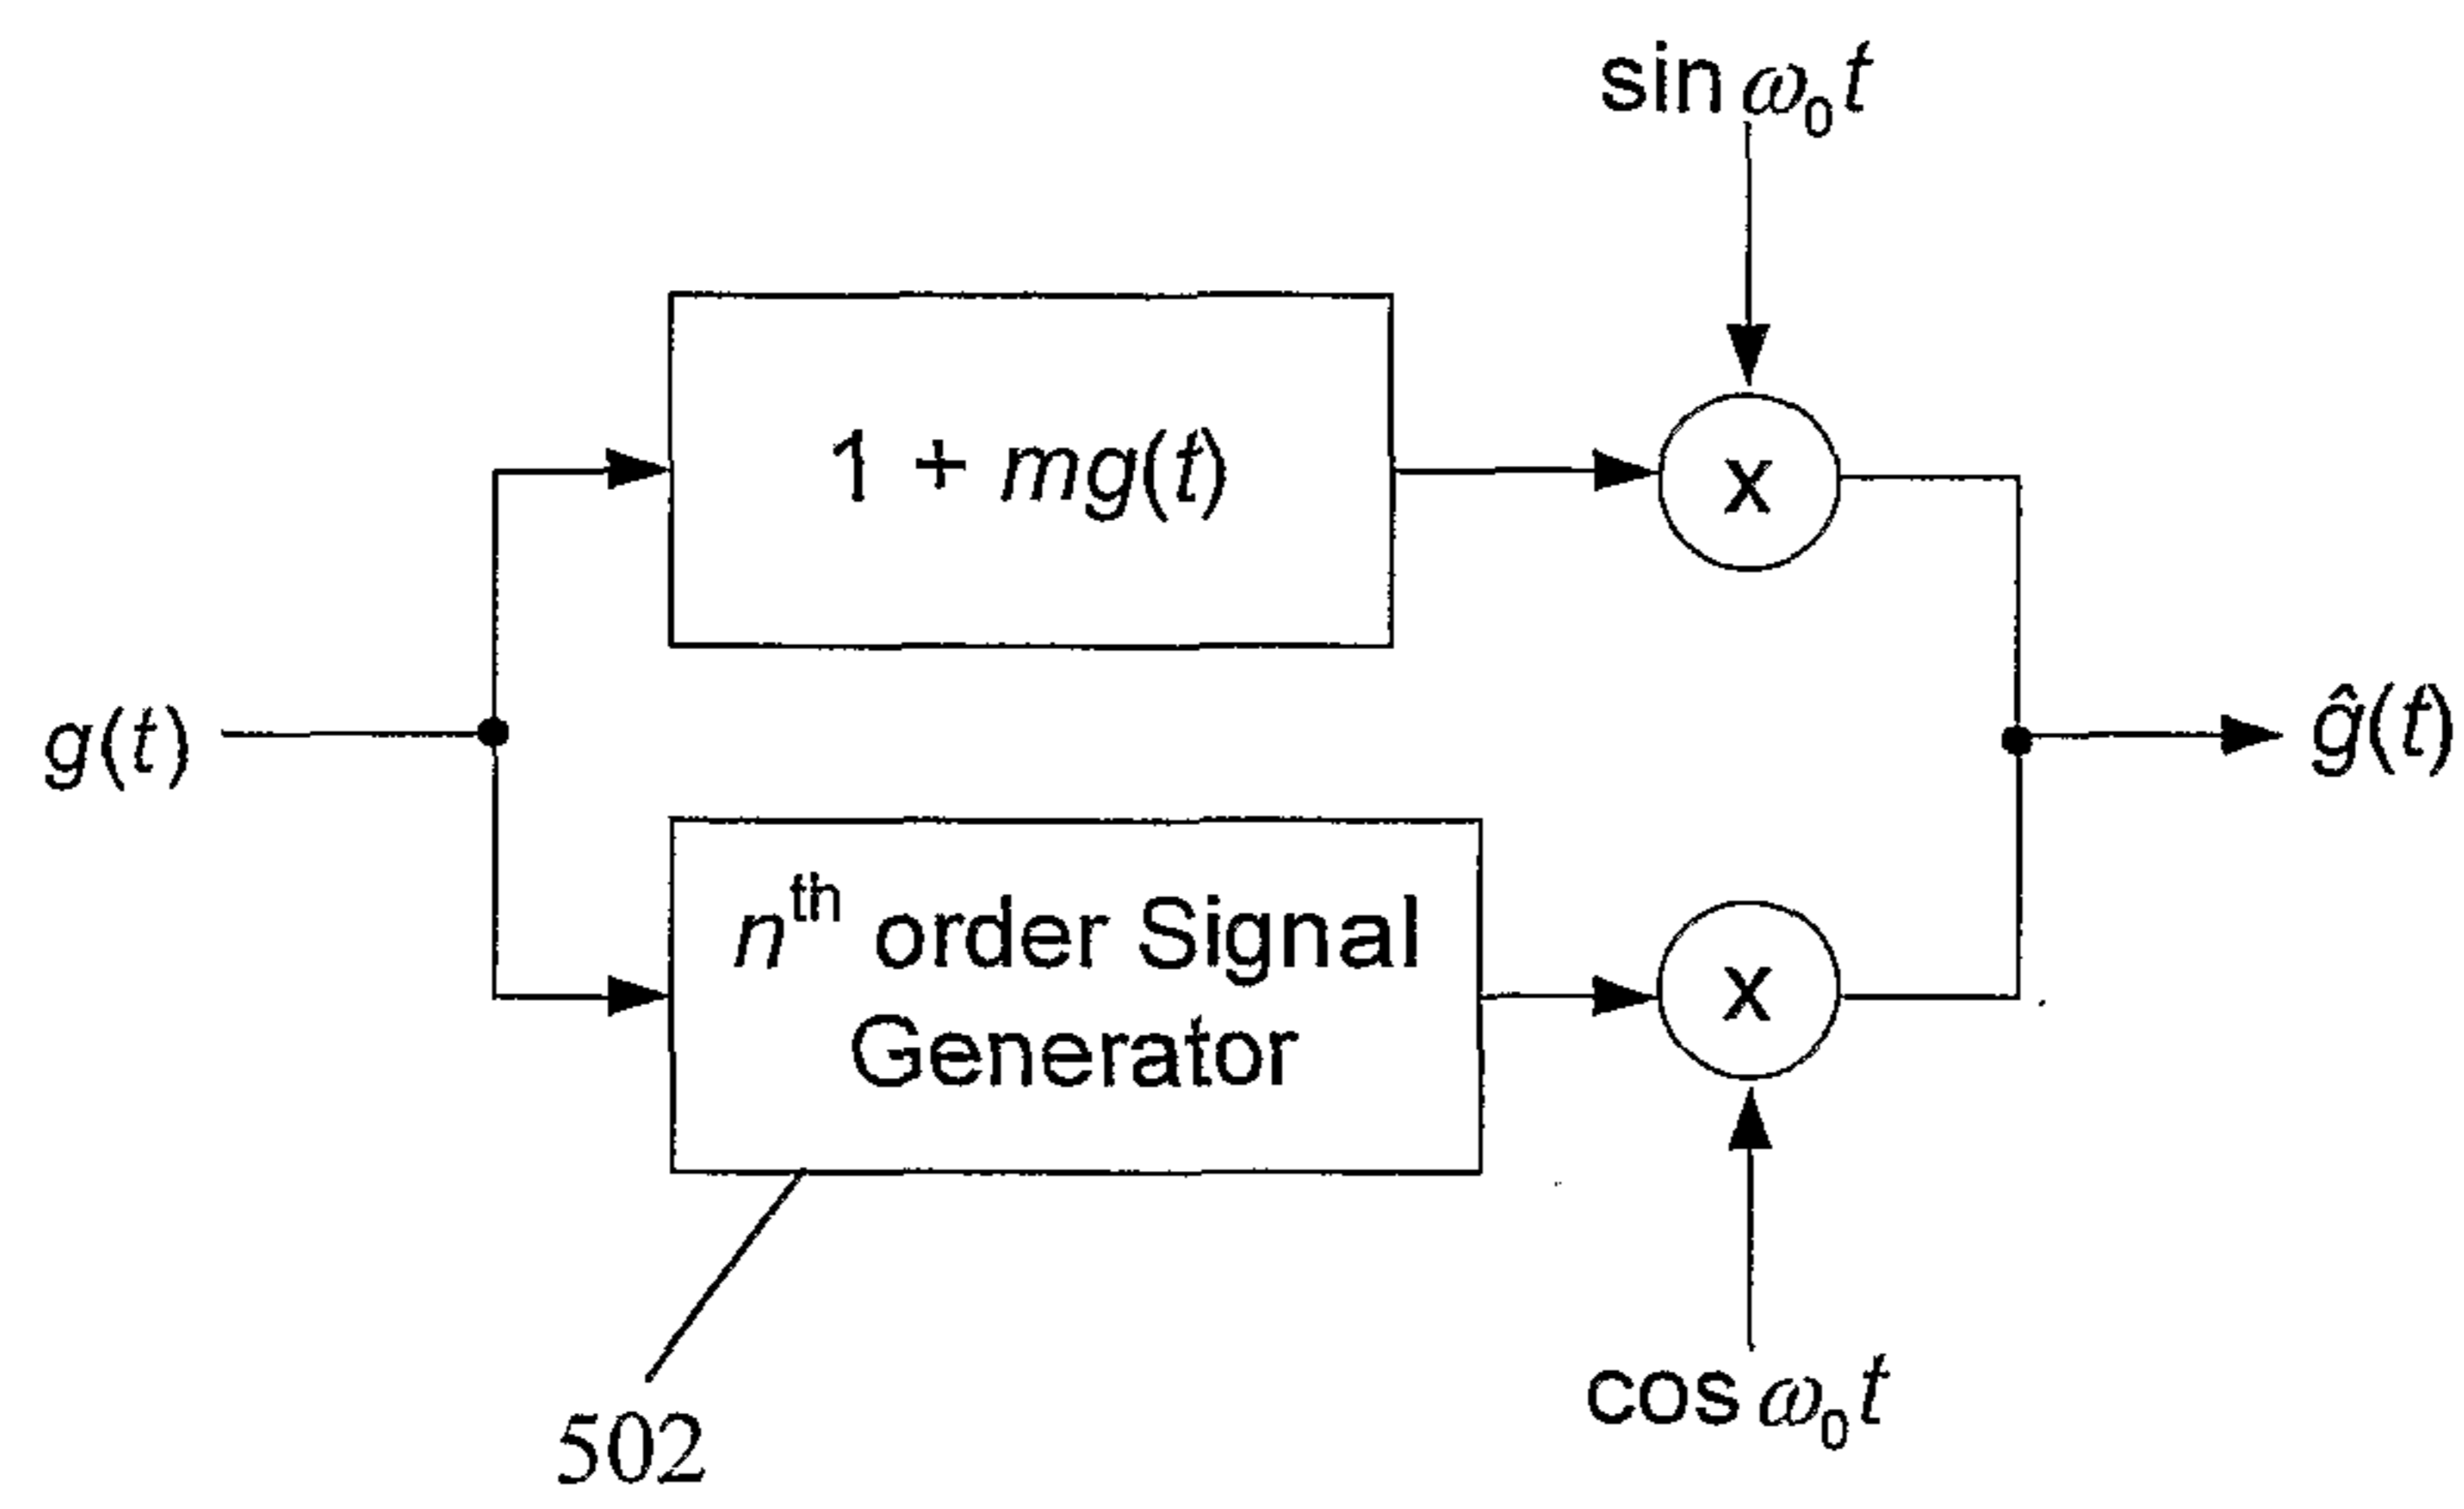 sin ω₀t
1 + mg(t)
x
g(t)
ĝ(t)
nᵗʰ order Signal
Generator
x
cos ω₀t
502